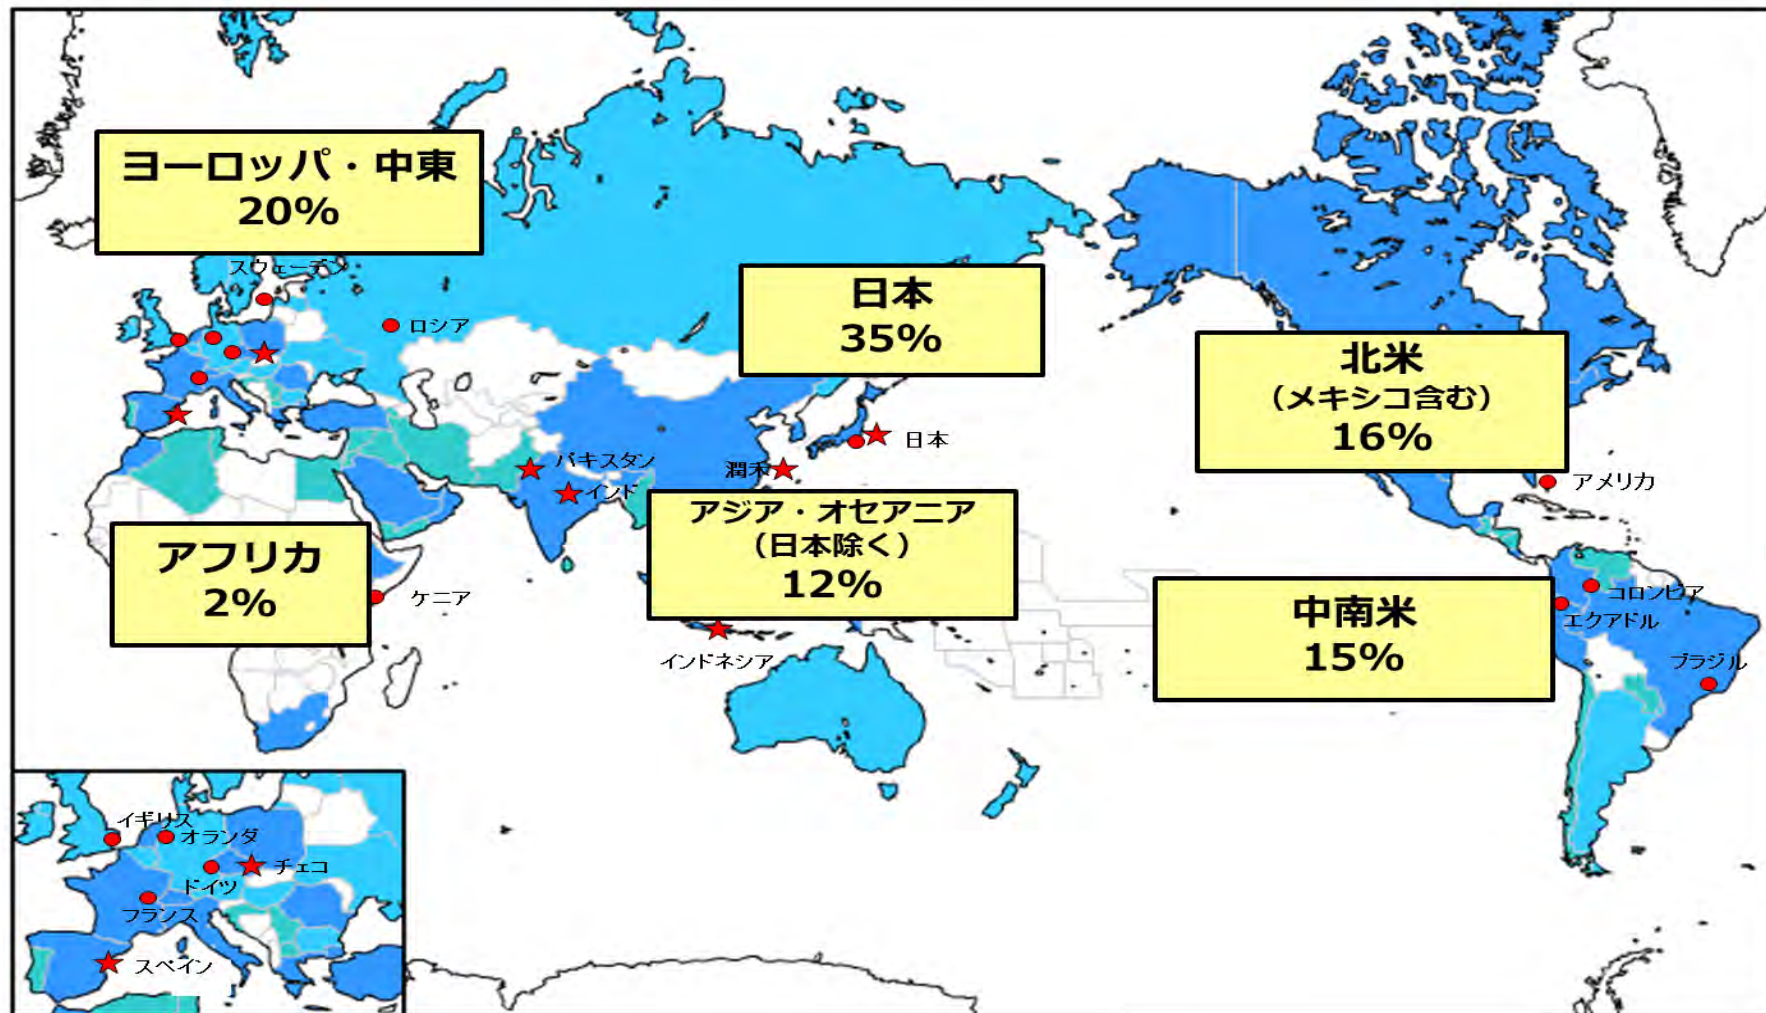 ヨーロッパ・中東
20%
スウェーデン
ロシア
日本
35%
北米
(メキシコ含む)
16%
日本
パキスタン
潤禾
インド
アメリカ
アジア・オセアニア
(日本除く)
12%
アフリカ
2%
ケニア
中南米
15%
コロンビア
エクアドル
インドネシア
ブラジル
イギリス
オランダ
チェコ
ドイツ
フランス
スペイン